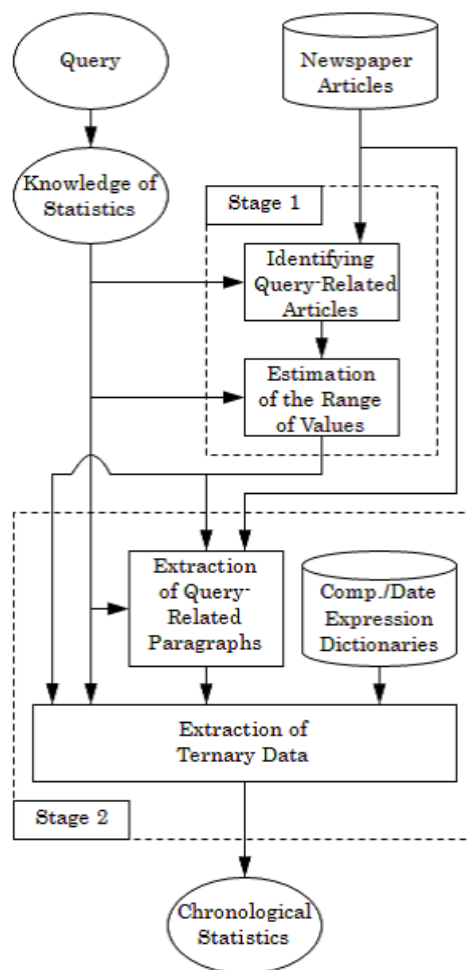 Query
Newspaper
Articles
Knowledge of
Statistics
Stage 1
Identifying
Query-Related
Articles
Estimation
of the Range
of Values
Extraction
of Query-
Related
Paragraphs
Comp./Date
Expression
Dictionaries
Extraction of
Ternary Data
Stage 2
Chronological
Statistics